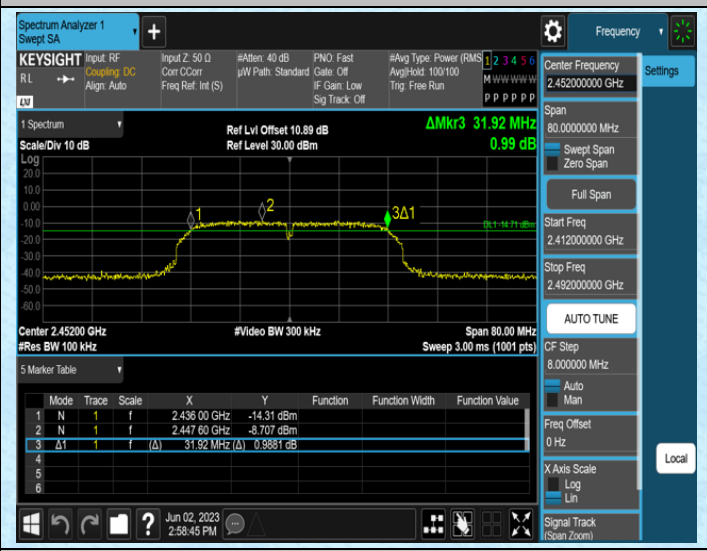 Spectrum Analyzer 1
Swept SA
+
Frequency
KEYSIGHT
RL
LXI
Input: RF
Coupling: DC
Align: Auto
Input Z: 50 Ω
Corr CCorr
Freq Ref: Int (S)
#Atten: 40 dB
µW Path: Standard
PNO: Fast
Gate: Off
IF Gain: Low
Sig Track: Off
#Avg Type: Power (RMS
Avg|Hold: 100/100
Trig: Free Run
1 2 3 4 5 6
M W W W W W
P P P P P P
Center Frequency
2.452000000 GHz
Settings
1 Spectrum
Scale/Div 10 dB
Ref Lvl Offset 10.89 dB
Ref Level 30.00 dBm
ΔMkr3 31.92 MHz
0.99 dB
Span
80.0000000 MHz
Swept Span
Zero Span
Full Span
Start Freq
2.412000000 GHz
Stop Freq
2.492000000 GHz
AUTO TUNE
CF Step
8.000000 MHz
Auto
Man
Freq Offset
0 Hz
X Axis Scale
Log
Lin
Signal Track
(Span Zoom)
Local
Log
20.0
10.0
0.00
-10.0
-20.0
-30.0
-40.0
-50.0
-60.0
1
2
3Δ1
DL1 -14.71 dBm
Center 2.45200 GHz
#Video BW 300 kHz
Span 80.00 MHz
#Res BW 100 kHz
Sweep 3.00 ms (1001 pts)
5 Marker Table
Mode Trace Scale X Y Function Function Width Function Value
1 N 1 f 2.436 00 GHz -14.31 dBm
2 N 1 f 2.447 60 GHz -8.707 dBm
3 Δ1 1 f (Δ) 31.92 MHz (Δ) 0.9881 dB
4
5
6
?
Jun 02, 2023
2:58:45 PM